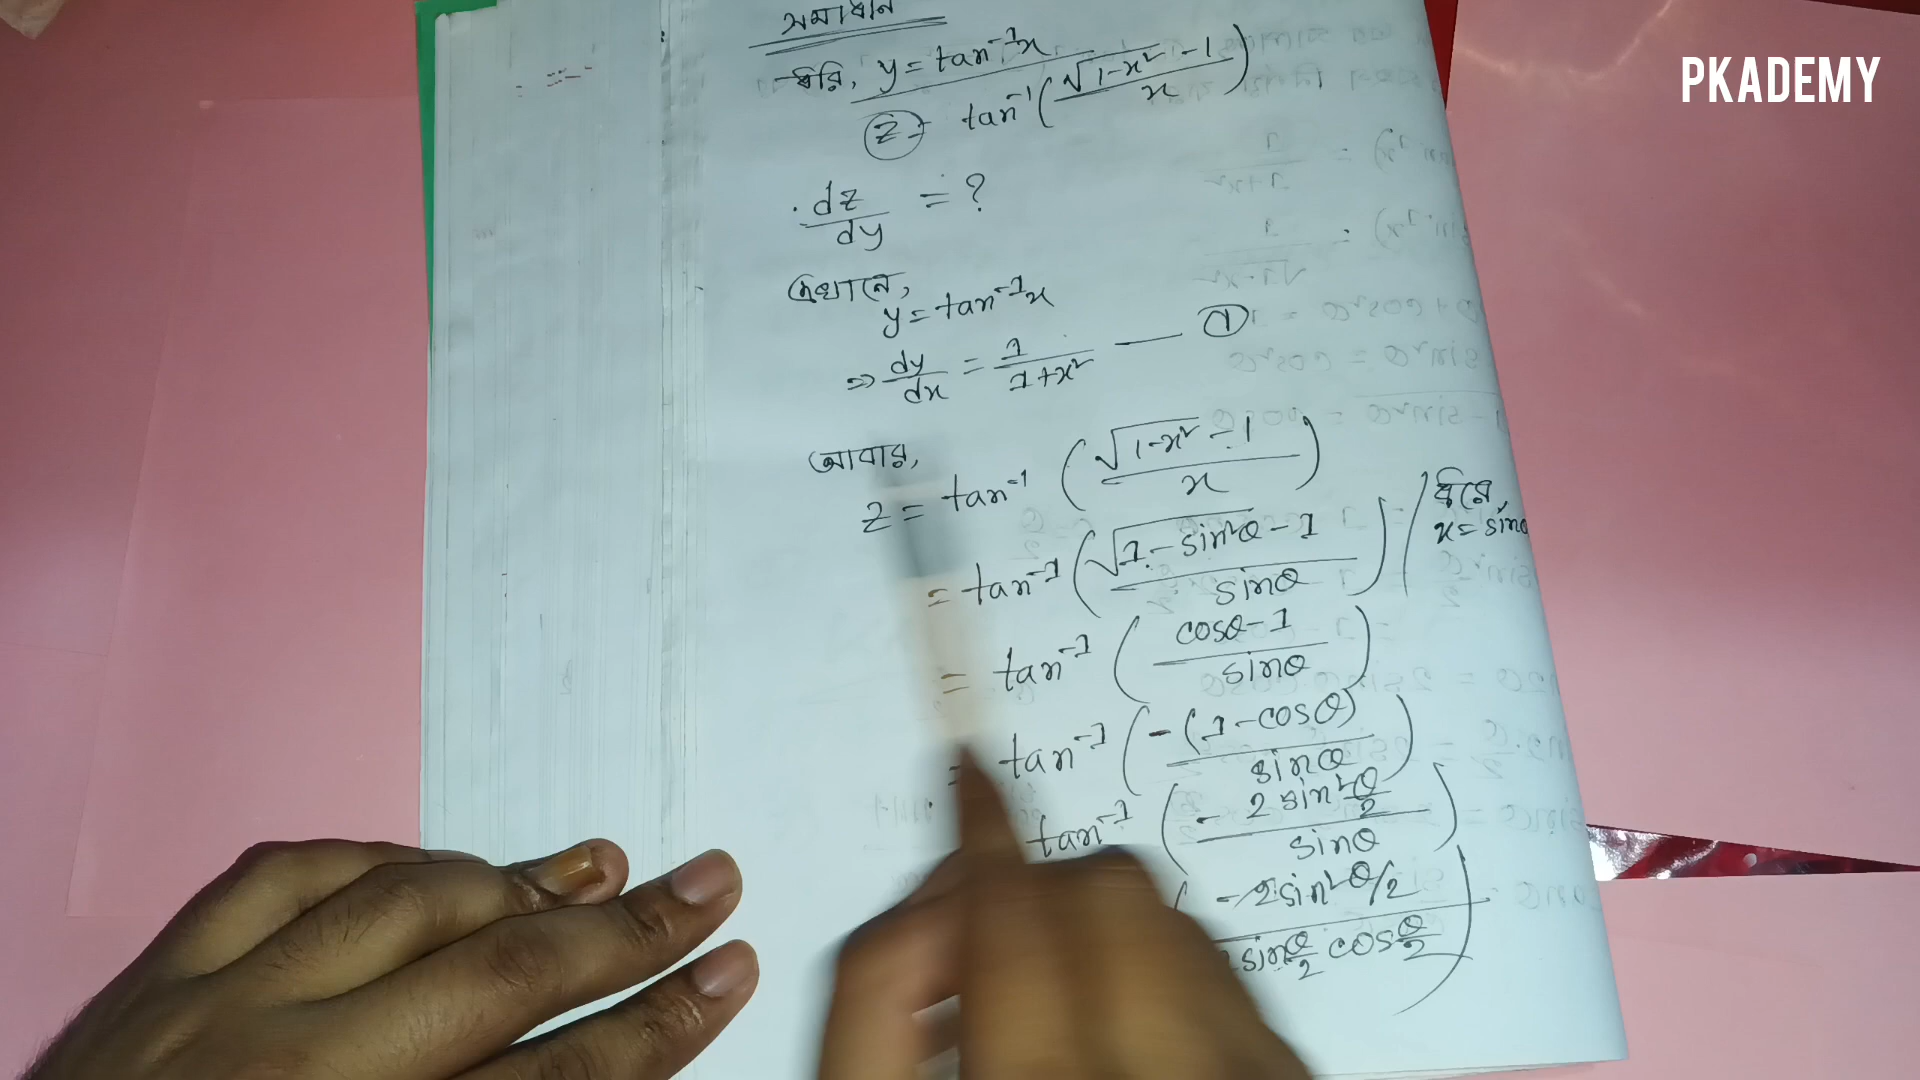 PKADEMY
সমাধান
ধরি, y = tan⁻¹x
z = tan⁻¹(√(1-x²) - 1 / x)
dz/dy = ?
এখানে,
y = tan⁻¹x
⇒ dy/dx = 1/(1+x²) — ①
আবার,
z = tan⁻¹(√(1-x²) - 1 / x)
= tan⁻¹(√(1-sin²θ) - 1 / sinθ)
ধরি,
x = sinθ
= tan⁻¹(cosθ-1 / sinθ)
= tan⁻¹(-(1-cosθ) / sinθ)
tan⁻¹(-2sin²θ/2 / sinθ)
(-2sin²θ/2 / 2sinθ/2 cosθ/2)